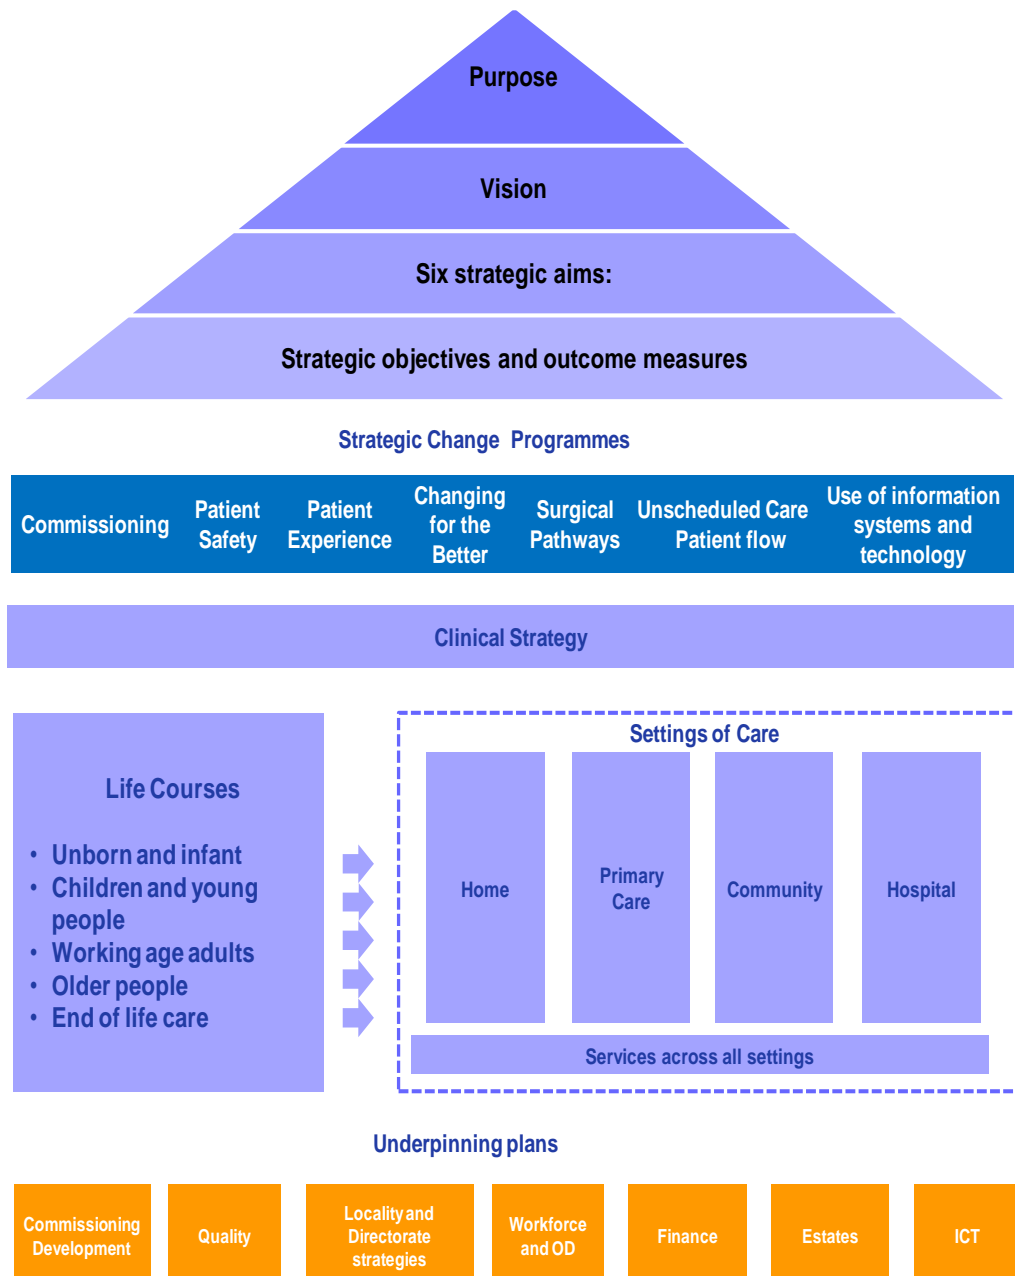 Purpose
Vision
Six strategic aims:
Strategic objectives and outcome measures
Strategic Change Programmes
Commissioning
Patient
Safety
Patient
Experience
Changing
for the
Better
Surgical
Pathways
Unscheduled Care
Patient flow
Use of information
systems and
technology
Clinical Strategy
Life Courses
• Unborn and infant
• Children and young
people
• Working age adults
• Older people
• End of life care
Settings of Care
Home
Primary
Care
Community
Hospital
Services across all settings
Underpinning plans
Commissioning
Development
Quality
Locality and
Directorate
strategies
Workforce
and OD
Finance
Estates
ICT